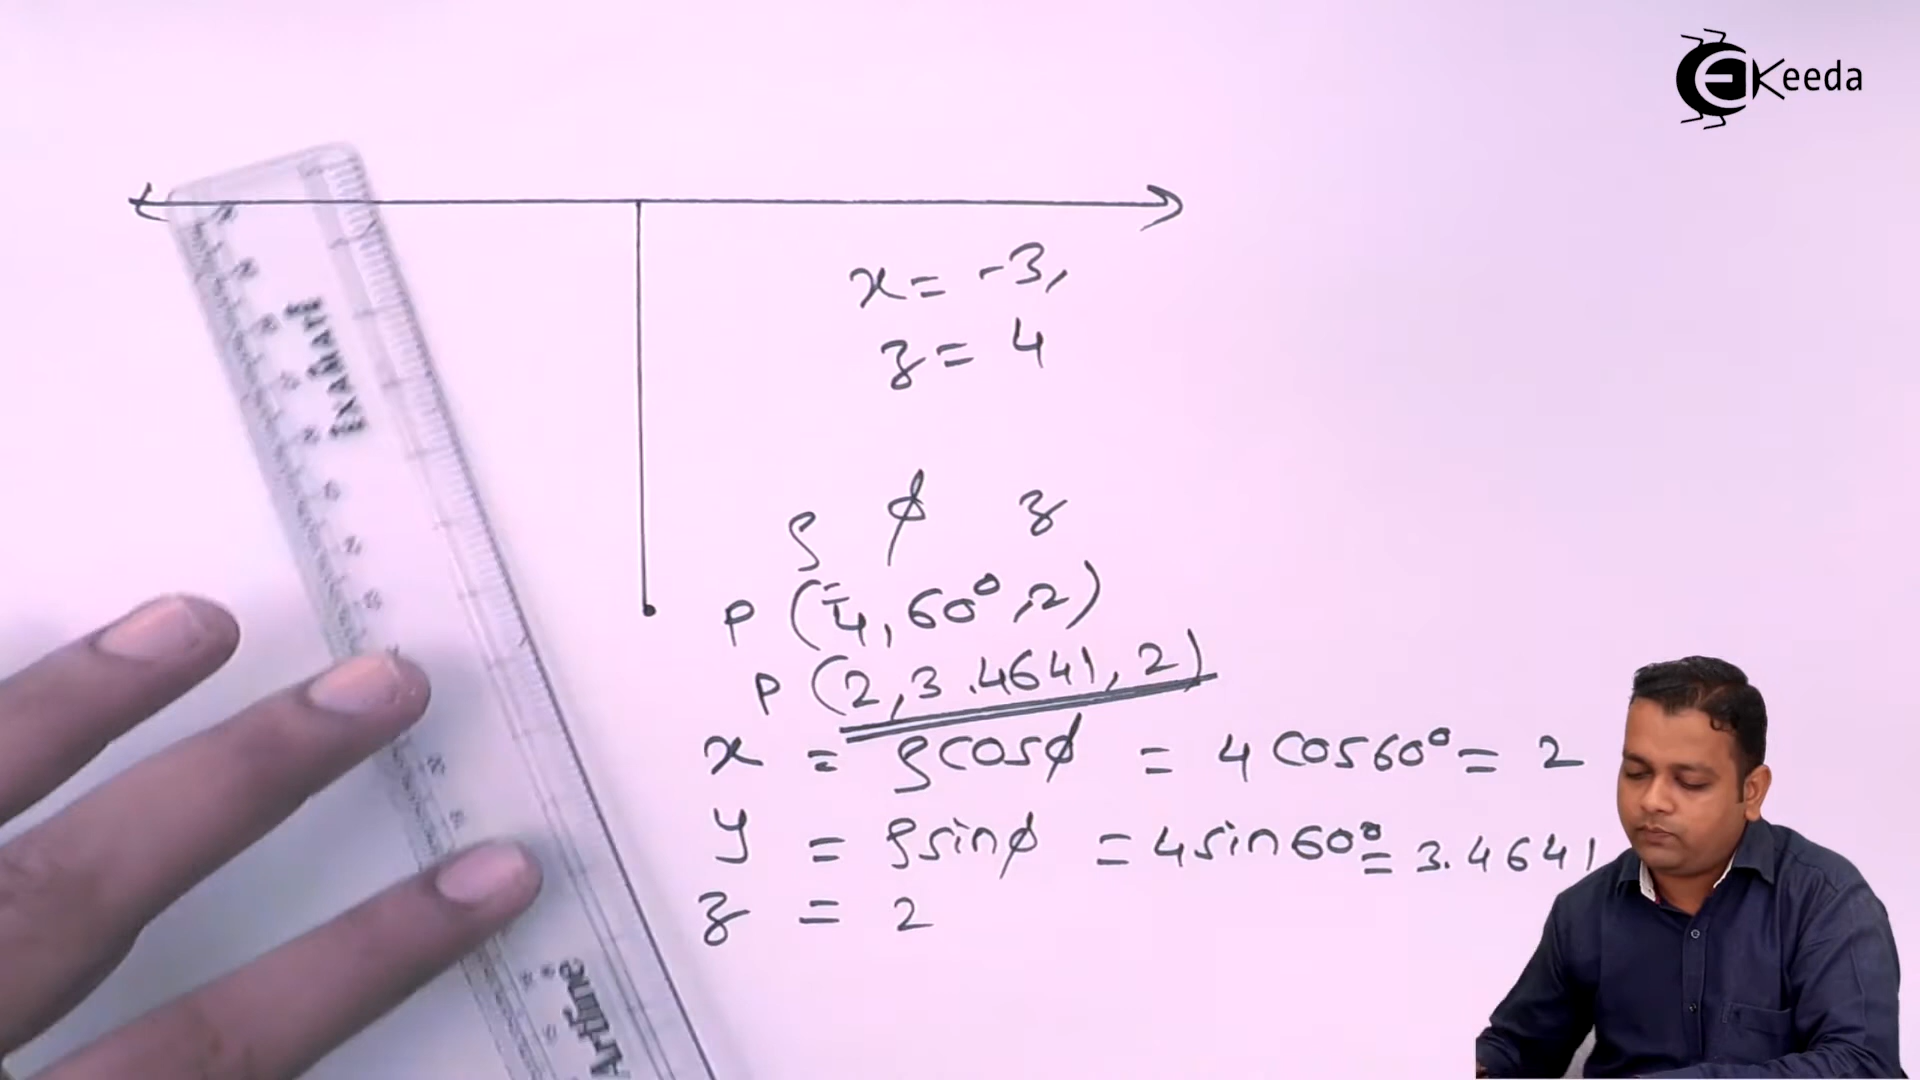 Keeda
x = -3,
z = 4
ρ ϕ z
P (4, 60°, 2)
P (2, 3.4641, 2)
x = ρcosϕ = 4 cos60° = 2
y = ρsinϕ = 4sin60° = 3.4641
z = 2
EXAMART
Artline